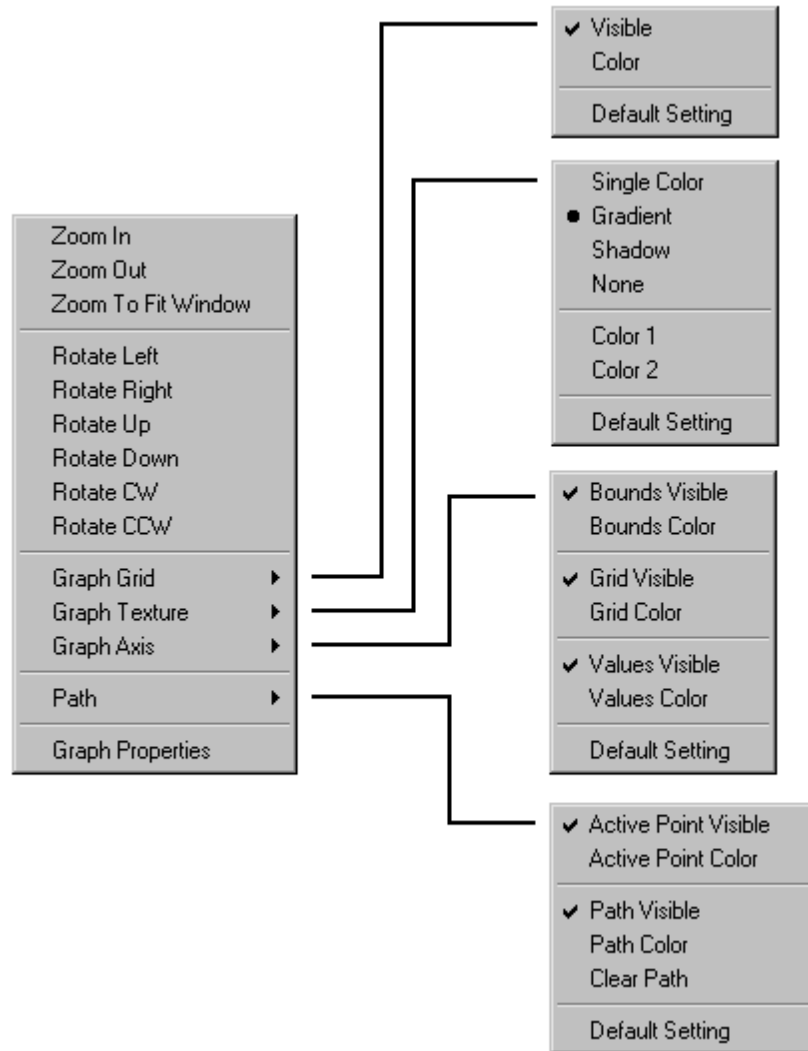 Zoom In
Zoom Out
Zoom To Fit Window
Rotate Left
Rotate Right
Rotate Up
Rotate Down
Rotate CW
Rotate CCW
Graph Grid
Graph Texture
Graph Axis
Path
Graph Properties
Visible
Color
Default Setting
Single Color
Gradient
Shadow
None
Color 1
Color 2
Default Setting
Bounds Visible
Bounds Color
Grid Visible
Grid Color
Values Visible
Values Color
Default Setting
Active Point Visible
Active Point Color
Path Visible
Path Color
Clear Path
Default Setting